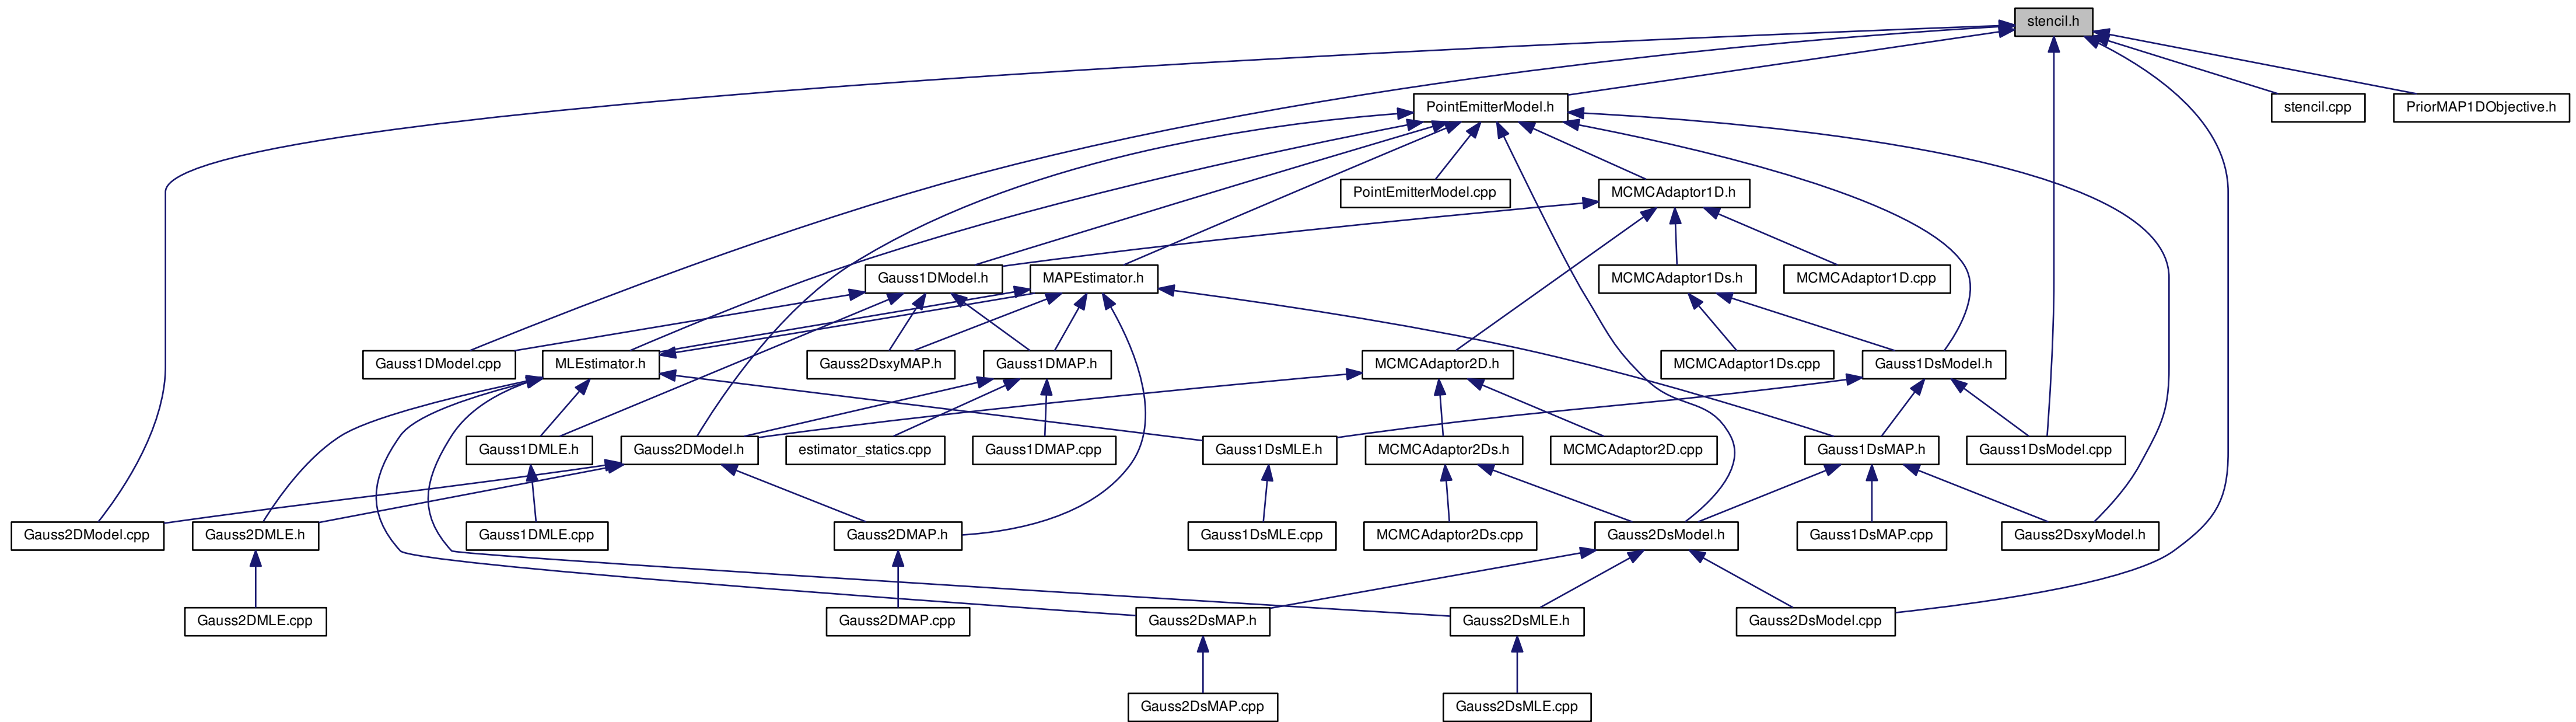 stencil.h
PointEmitterModel.h
stencil.cpp
PriorMAP1DObjective.h
PointEmitterModel.cpp
MCMCAdaptor1D.h
Gauss1DModel.h
MAPEstimator.h
MCMCAdaptor1Ds.h
MCMCAdaptor1D.cpp
Gauss1DModel.cpp
MLEstimator.h
Gauss2DsxyMAP.h
Gauss1DMAP.h
MCMCAdaptor2D.h
MCMCAdaptor1Ds.cpp
Gauss1DsModel.h
Gauss1DMLE.h
Gauss2DModel.h
estimator_statics.cpp
Gauss1DMAP.cpp
Gauss1DsMLE.h
MCMCAdaptor2Ds.h
MCMCAdaptor2D.cpp
Gauss1DsMAP.h
Gauss1DsModel.cpp
Gauss2DModel.cpp
Gauss2DMLE.h
Gauss1DMLE.cpp
Gauss2DMAP.h
Gauss1DsMLE.cpp
MCMCAdaptor2Ds.cpp
Gauss2DsModel.h
Gauss1DsMAP.cpp
Gauss2DsxyModel.h
Gauss2DMLE.cpp
Gauss2DMAP.cpp
Gauss2DsMAP.h
Gauss2DsMLE.h
Gauss2DsModel.cpp
Gauss2DsMAP.cpp
Gauss2DsMLE.cpp